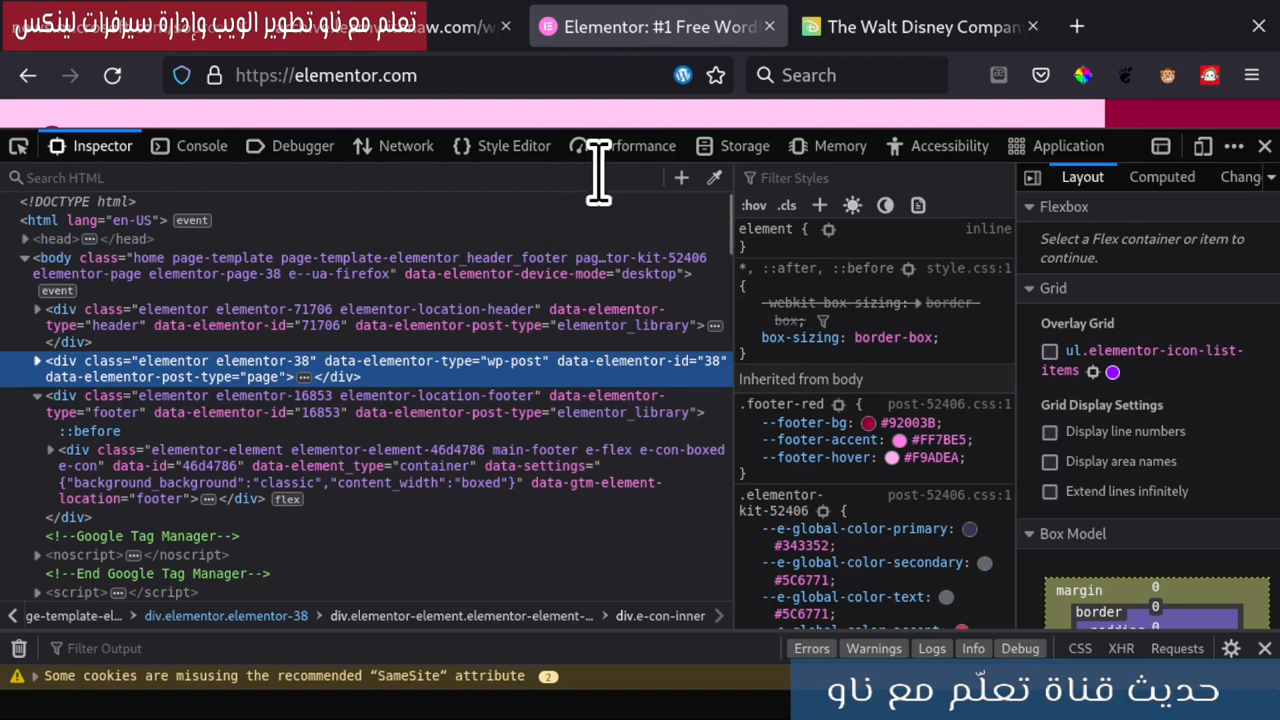 تعلم مع ناو تطوير الويب وإدارة سيرفرات لينكس
Elementor: #1 Free Word
The Walt Disney Compan
https://elementor.com
Search
Inspector
Console
Debugger
Network
Style Editor
Storage
Memory
Accessibility
Application
Search HTML
<!DOCTYPE html>
<html lang="en-US"> event
<head> </head>
<body class="home page-template page-template-elementor_header_footer pag…tor-kit-52406
elementor-page elementor-page-38 e--ua-firefox" data-elementor-device-mode="desktop">
event
<div class="elementor elementor-71706 elementor-location-header" data-elementor-
type="header" data-elementor-id="71706" data-elementor-post-type="elementor_library">
</div>
<div class="elementor elementor-38" data-elementor-type="wp-post" data-elementor-id="38"
data-elementor-post-type="page"> </div>
<div class="elementor elementor-16853 elementor-location-footer" data-elementor-
type="footer" data-elementor-id="16853" data-elementor-post-type="elementor_library">
::before
<div class="elementor-element elementor-element-46d4786 main-footer e-flex e-con-boxed
e-con" data-id="46d4786" data-element_type="container" data-settings="
{"background_background":"classic","content_width":"boxed"}" data-gtm-element-
location="footer"> </div> flex
</div>
<!--Google Tag Manager-->
<noscript> </noscript>
<!--End Google Tag Manager-->
<script> </script>
ge-template-el…
div.elementor.elementor-38
div.elementor-element.elementor-element-…
div.e-con-inner
Filter Styles
:hov .cls
element { inline
}
*, ::after, ::before style.css:1
{
-webkit-box-sizing: border-
box;
box-sizing: border-box;
}
Inherited from body
.footer-red { post-52406.css:1
--footer-bg: #92003B;
--footer-accent: #FF7BE5;
--footer-hover: #F9ADEA;
}
.elementor- post-52406.css:1
kit-52406 {
--e-global-color-primary:
#343352;
--e-global-color-secondary:
#5C6771;
--e-global-color-text:
#5C6771;
Layout
Computed
Chang
Flexbox
Select a Flex container or item to
continue.
Grid
Overlay Grid
ul.elementor-icon-list-
items
Grid Display Settings
Display line numbers
Display area names
Extend lines infinitely
Box Model
margin 0
border 0
Filter Output
Errors
Warnings
Logs
Info
Debug
CSS
XHR
Requests
Some cookies are misusing the recommended “SameSite” attribute 2
حديث قناة تعلّم مع ناو